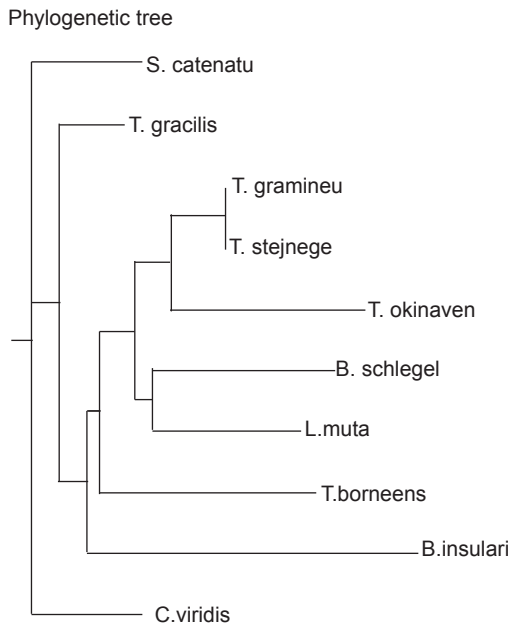 Phylogenetic tree
S. catenatu
T. gracilis
T. gramineu
T. stejnege
T. okinaven
B. schlegel
L.muta
T.borneens
B.insulari
C.viridis